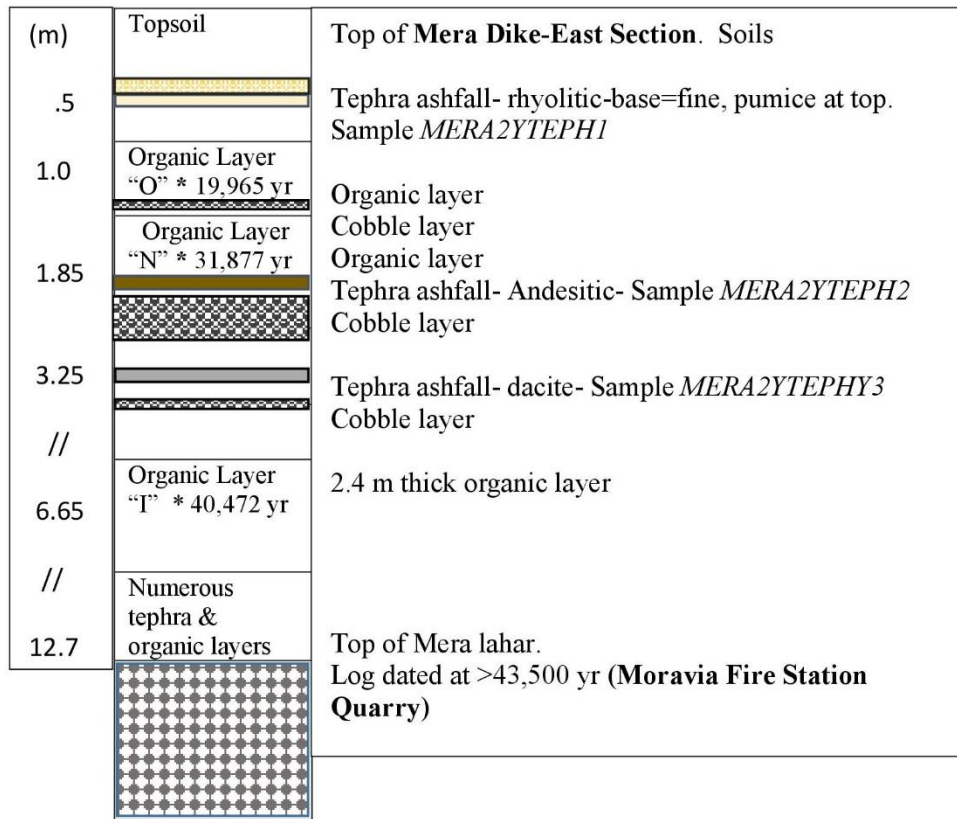 (m)
.5
1.0
1.85
3.25
//
6.65
//
12.7
Topsoil
Organic Layer
“O” * 19,965 yr
Organic Layer
“N” * 31,877 yr
Organic Layer
“I” * 40,472 yr
Numerous
tephra &
organic layers
Top of Mera Dike-East Section. Soils
Tephra ashfall- rhyolitic-base=fine, pumice at top.
Sample MERA2YTEPH1
Organic layer
Cobble layer
Organic layer
Tephra ashfall- Andesitic- Sample MERA2YTEPH2
Cobble layer
Tephra ashfall- dacite- Sample MERA2YTEPHY3
Cobble layer
2.4 m thick organic layer
Top of Mera lahar.
Log dated at >43,500 yr (Moravia Fire Station
Quarry)